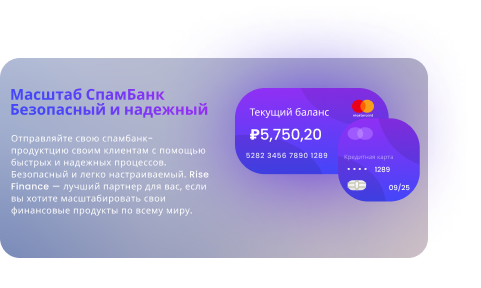 Масштаб СпамБанк
Безопасный и надежный
Отправляйте свою спамбанк-
продуктцию своим клиентам с помощью
быстрых и надежных процессов.
Безопасный и легко настраиваемый. Rise
Finance — лучший партнер для вас, если
вы хотите масштабировать свои
финансовые продукты по всему миру.
Текущий баланс
mastercard
₽5,750,20
5282 3456 7890 1289
Кредитная карта
•••• 1289
09/25